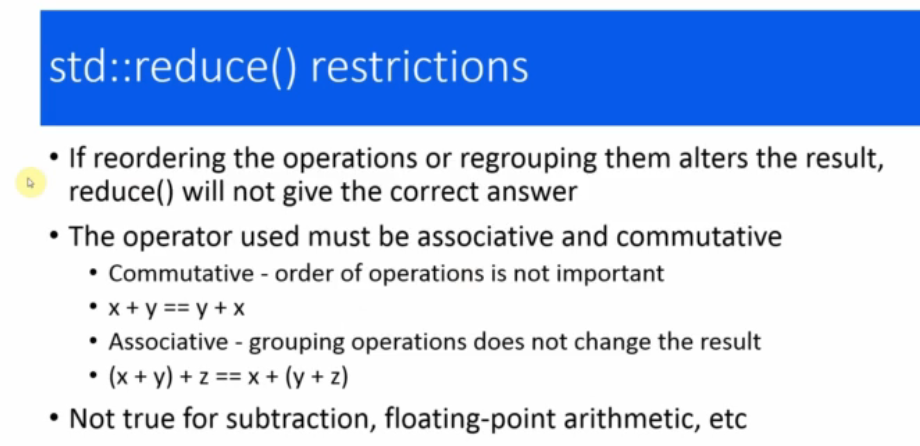 std::reduce() restrictions
• If reordering the operations or regrouping them alters the result,
reduce() will not give the correct answer
• The operator used must be associative and commutative
• Commutative - order of operations is not important
• x + y == y + x
• Associative - grouping operations does not change the result
• (x + y) + z == x + (y + z)
• Not true for subtraction, floating-point arithmetic, etc